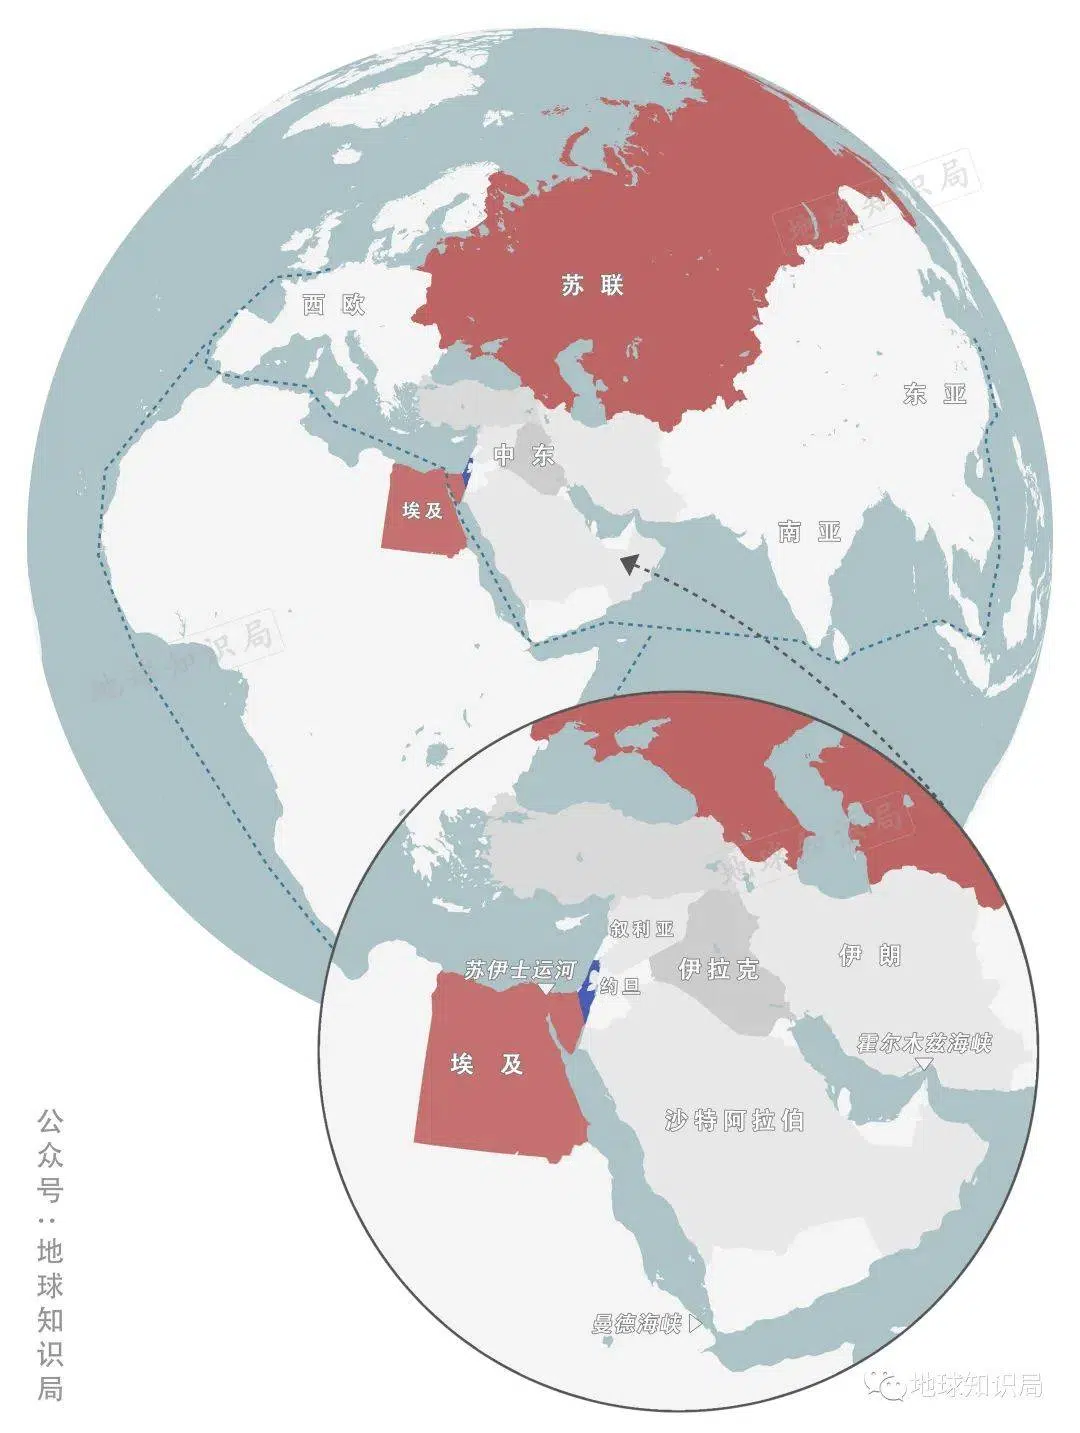 地球知识局
苏联
西欧
东亚
中东
埃及
南亚
地球知识局
地球知识局
叙利亚
伊朗
苏伊士运河
伊拉克
约旦
霍尔木兹海峡
埃及
沙特阿拉伯
曼德海峡
公众号:地球知识局
地球知识局